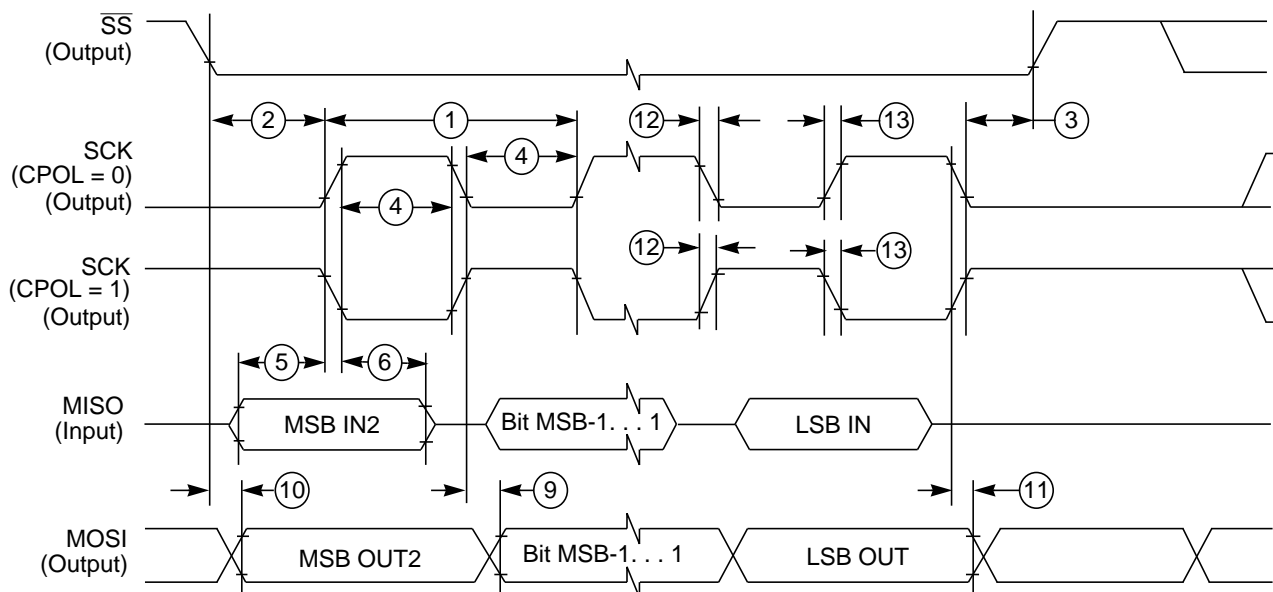 SS
(Output)
2
1
12
13
3
SCK
(CPOL = 0)
(Output)
4
4
12
13
SCK
(CPOL = 1)
(Output)
5
6
MISO
(Input)
MSB IN2
Bit MSB-1. . . 1
LSB IN
10
9
11
MOSI
(Output)
MSB OUT2
Bit MSB-1. . . 1
LSB OUT